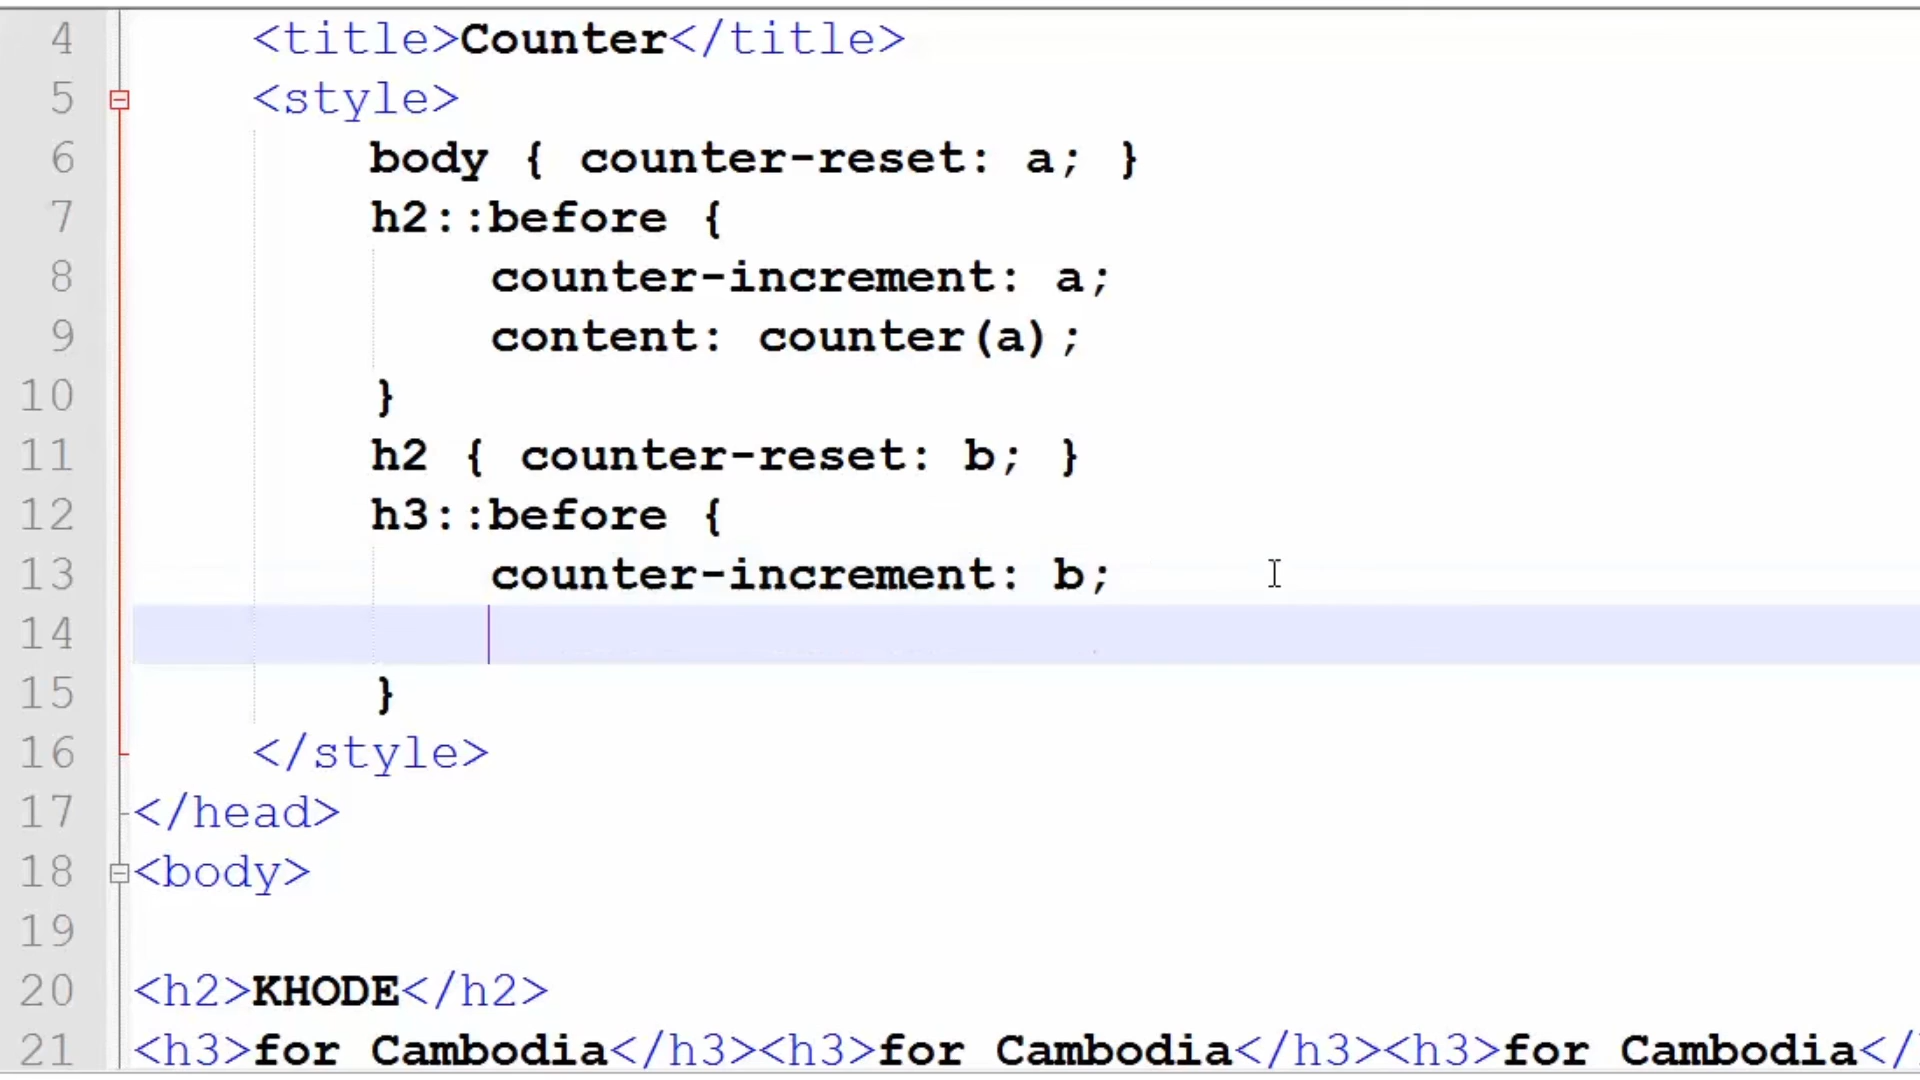 4 <title>Counter</title>
5 <style>
6 body { counter-reset: a; }
7 h2::before {
8 counter-increment: a;
9 content: counter(a);
10 }
11 h2 { counter-reset: b; }
12 h3::before {
13 counter-increment: b;
14
15 }
16 </style>
17 </head>
18 <body>
19
20 <h2>KHODE</h2>
21 <h3>for Cambodia</h3><h3>for Cambodia</h3><h3>for Cambodia</